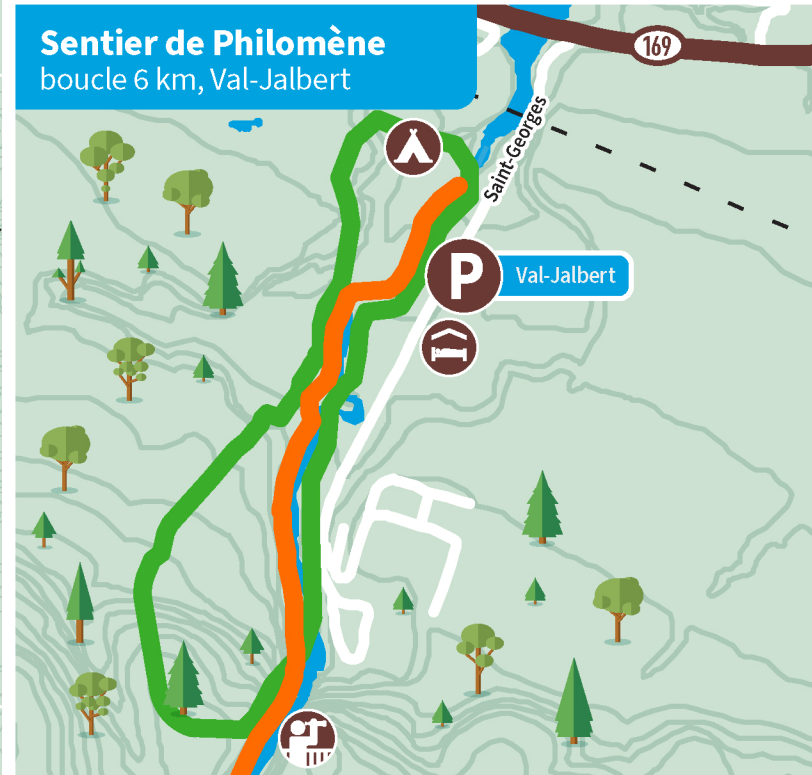 Sentier de Philomène
boucle 6 km, Val-Jalbert
169
Saint-Georges
P
Val-Jalbert